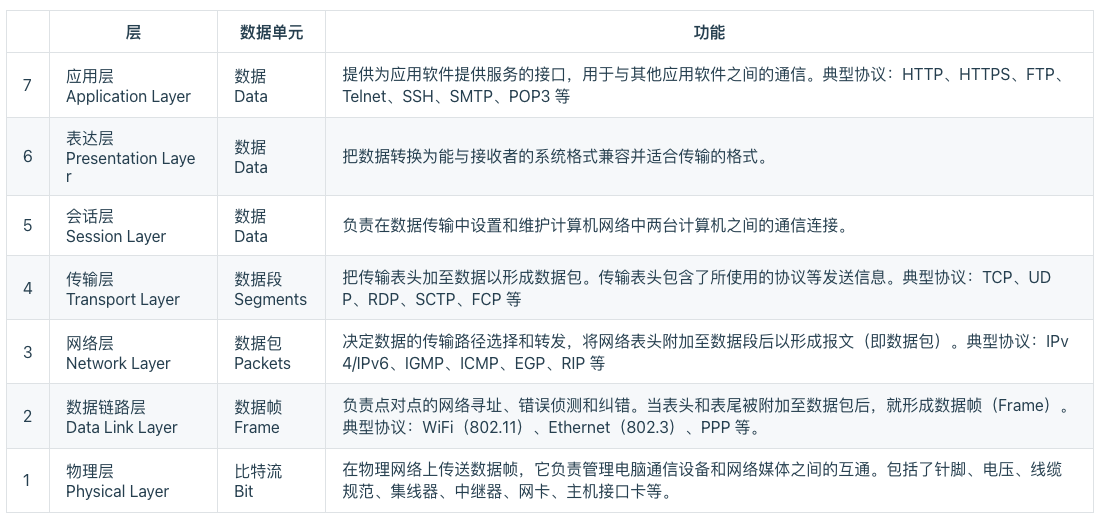 层
数据单元
功能
7
应用层
Application Layer
数据
Data
提供为应用软件提供服务的接口，用于与其他应用软件之间的通信。典型协议：HTTP、HTTPS、FTP、
Telnet、SSH、SMTP、POP3 等
6
表达层
Presentation Laye
r
数据
Data
把数据转换为能与接收者的系统格式兼容并适合传输的格式。
5
会话层
Session Layer
数据
Data
负责在数据传输中设置和维护计算机网络中两台计算机之间的通信连接。
4
传输层
Transport Layer
数据段
Segments
把传输表头加至数据以形成数据包。传输表头包含了所使用的协议等发送信息。典型协议：TCP、UD
P、RDP、SCTP、FCP 等
3
网络层
Network Layer
数据包
Packets
决定数据的传输路径选择和转发，将网络表头附加至数据段后以形成报文（即数据包）。典型协议：IPv
4/IPv6、IGMP、ICMP、EGP、RIP 等
2
数据链路层
Data Link Layer
数据帧
Frame
负责点对点的网络寻址、错误侦测和纠错。当表头和表尾被附加至数据包后，就形成数据帧（Frame）。
典型协议：WiFi（802.11）、Ethernet（802.3）、PPP 等。
1
物理层
Physical Layer
比特流
Bit
在物理网络上传送数据帧，它负责管理电脑通信设备和网络媒体之间的互通。包括了针脚、电压、线缆
规范、集线器、中继器、网卡、主机接口卡等。